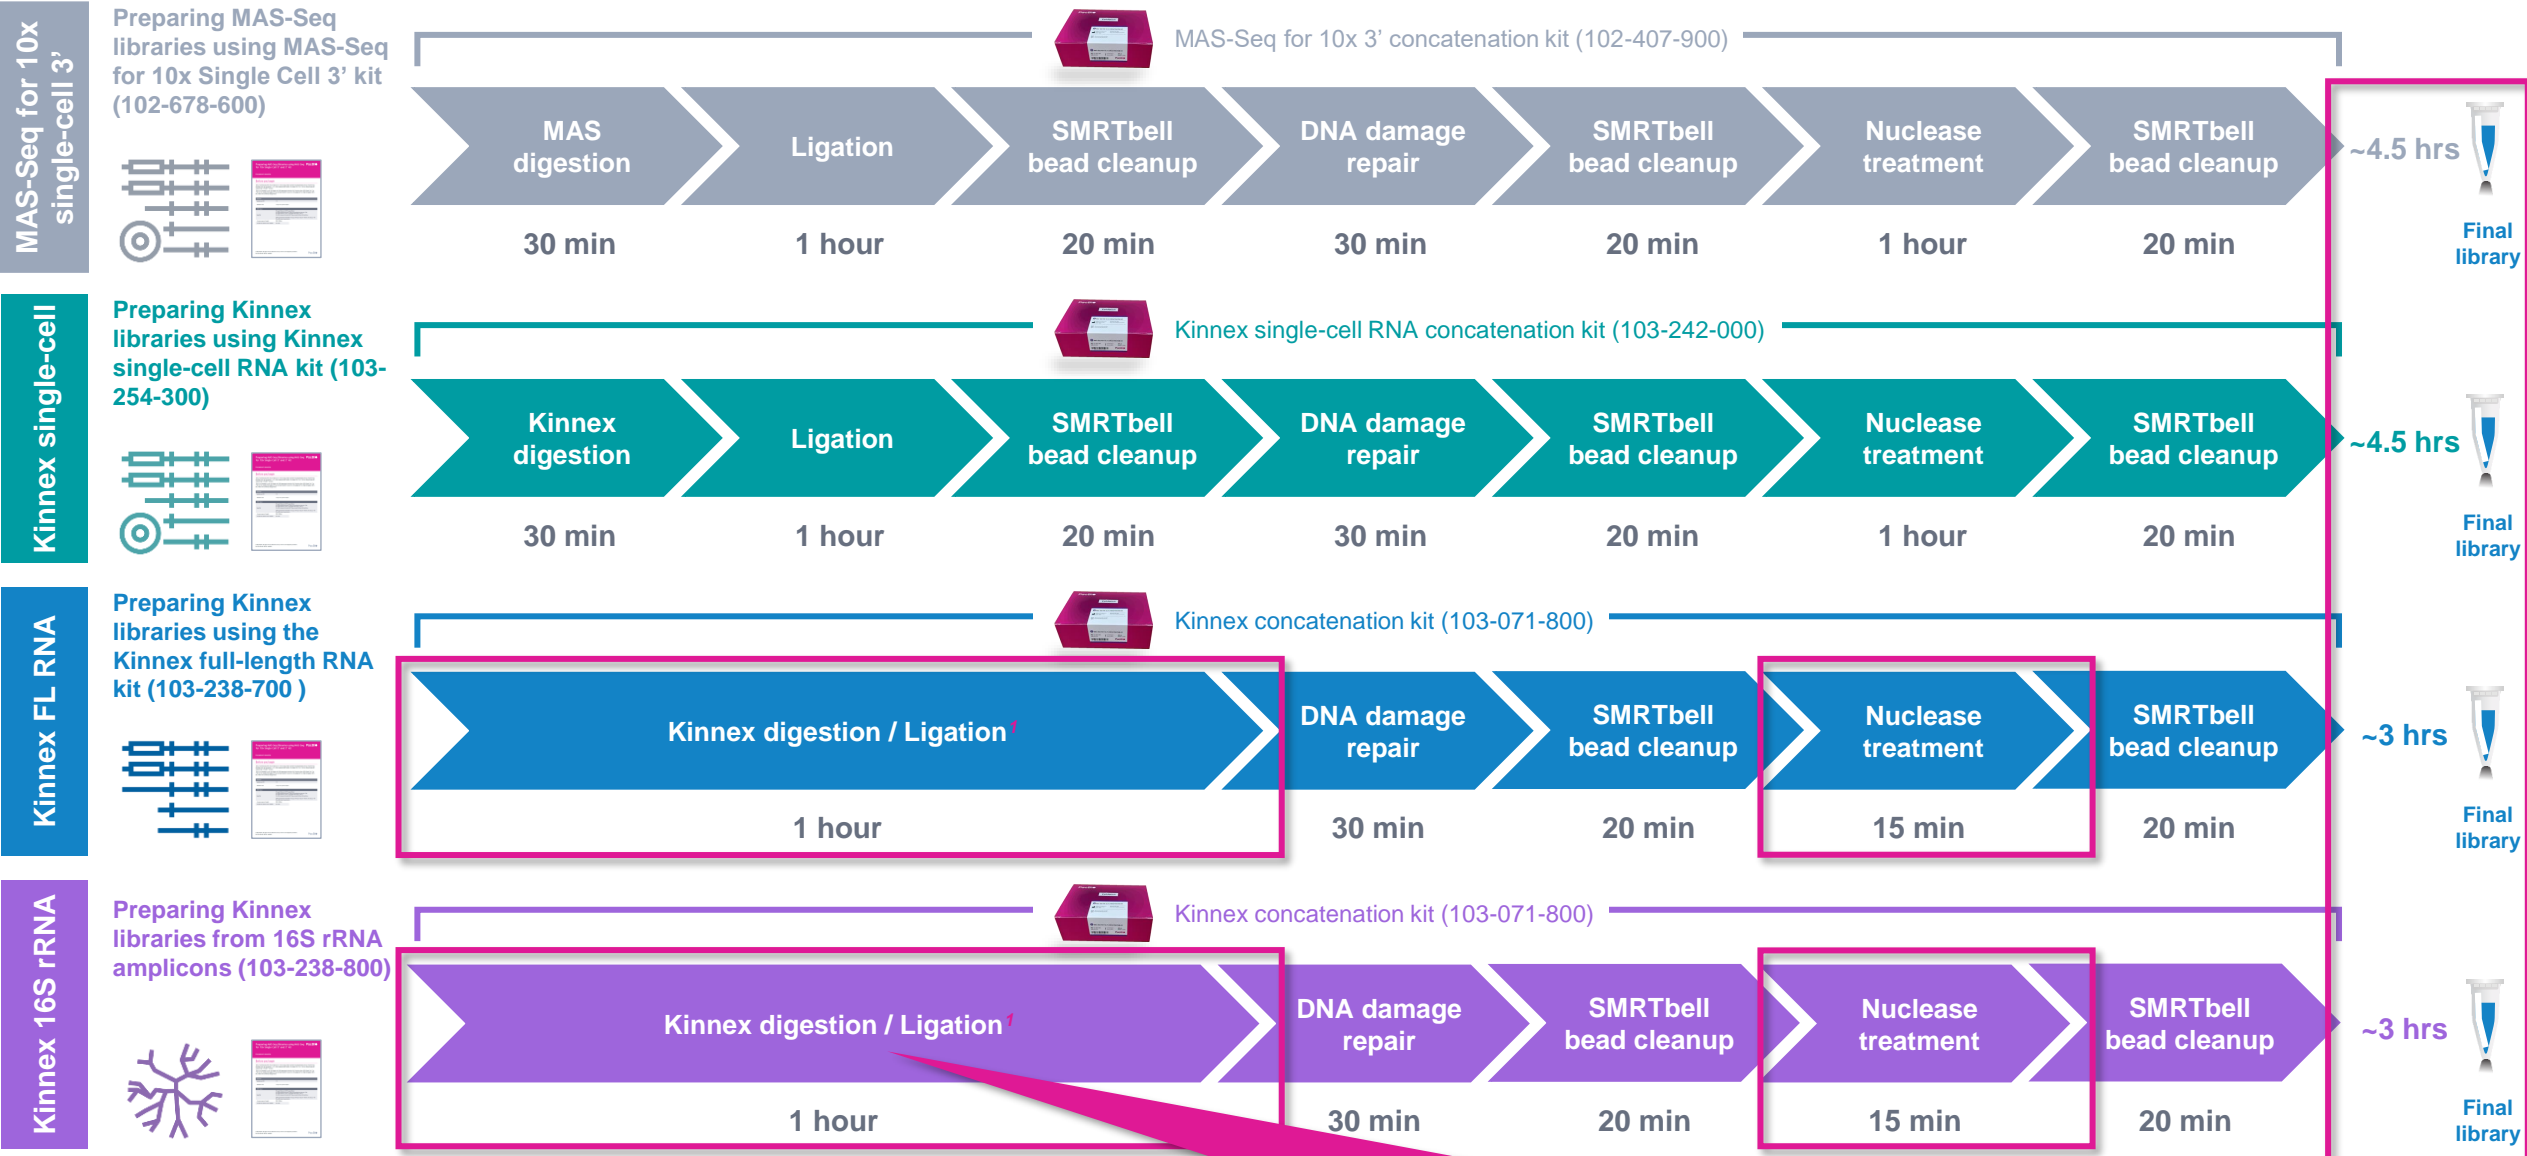 MAS-Seq for 10x
single-cell 3’
Preparing MAS-Seq
libraries using MAS-Seq
for 10x Single Cell 3’ kit
(102-678-600)
MAS-Seq for 10x 3’ concatenation kit (102-407-900)
MAS
digestion
Ligation
SMRTbell
bead cleanup
DNA damage
repair
SMRTbell
bead cleanup
Nuclease
treatment
SMRTbell
bead cleanup
~4.5 hrs
30 min
1 hour
20 min
30 min
20 min
1 hour
20 min
Final
library
Kinnex single-cell
Preparing Kinnex
libraries using Kinnex
single-cell RNA kit (103-
254-300)
Kinnex single-cell RNA concatenation kit (103-242-000)
Kinnex
digestion
Ligation
SMRTbell
bead cleanup
DNA damage
repair
SMRTbell
bead cleanup
Nuclease
treatment
SMRTbell
bead cleanup
~4.5 hrs
30 min
1 hour
20 min
30 min
20 min
1 hour
20 min
Final
library
Kinnex FL RNA
Preparing Kinnex
libraries using the
Kinnex full-length RNA
kit (103-238-700 )
Kinnex concatenation kit (103-071-800)
Kinnex digestion / Ligation1
DNA damage
repair
SMRTbell
bead cleanup
Nuclease
treatment
SMRTbell
bead cleanup
~3 hrs
1 hour
30 min
20 min
15 min
20 min
Final
library
Kinnex 16S rRNA
Preparing Kinnex
libraries from 16S rRNA
amplicons (103-238-800)
Kinnex concatenation kit (103-071-800)
Kinnex digestion / Ligation1
DNA damage
repair
SMRTbell
bead cleanup
Nuclease
treatment
SMRTbell
bead cleanup
~3 hrs
1 hour
30 min
20 min
15 min
20 min
Final
library